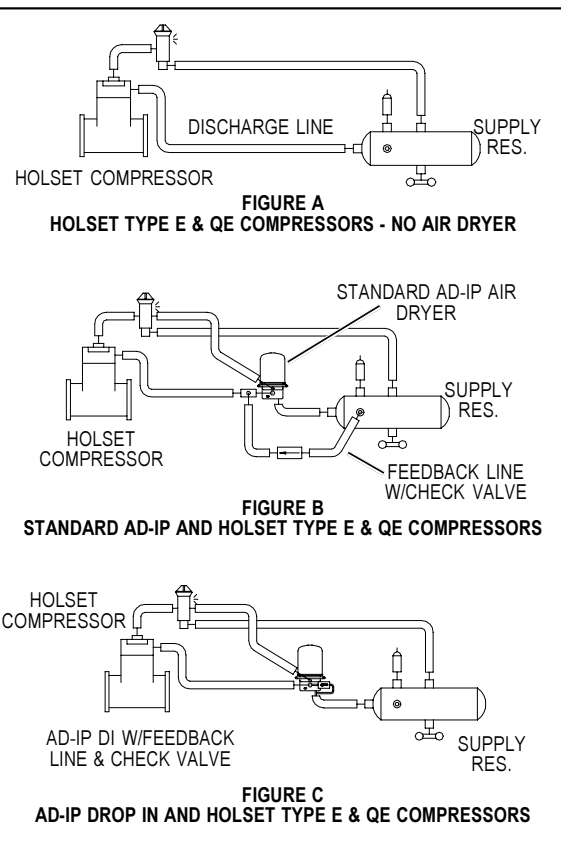 DISCHARGE LINE
SUPPLY
RES.
HOLSET COMPRESSOR
FIGURE A
HOLSET TYPE E & QE COMPRESSORS - NO AIR DRYER
STANDARD AD-IP AIR
DRYER
SUPPLY
RES.
HOLSET
COMPRESSOR
FEEDBACK LINE
W/CHECK VALVE
FIGURE B
STANDARD AD-IP AND HOLSET TYPE E & QE COMPRESSORS
HOLSET
COMPRESSOR
AD-IP DI W/FEEDBACK
LINE & CHECK VALVE
SUPPLY
RES.
FIGURE C
AD-IP DROP IN AND HOLSET TYPE E & QE COMPRESSORS